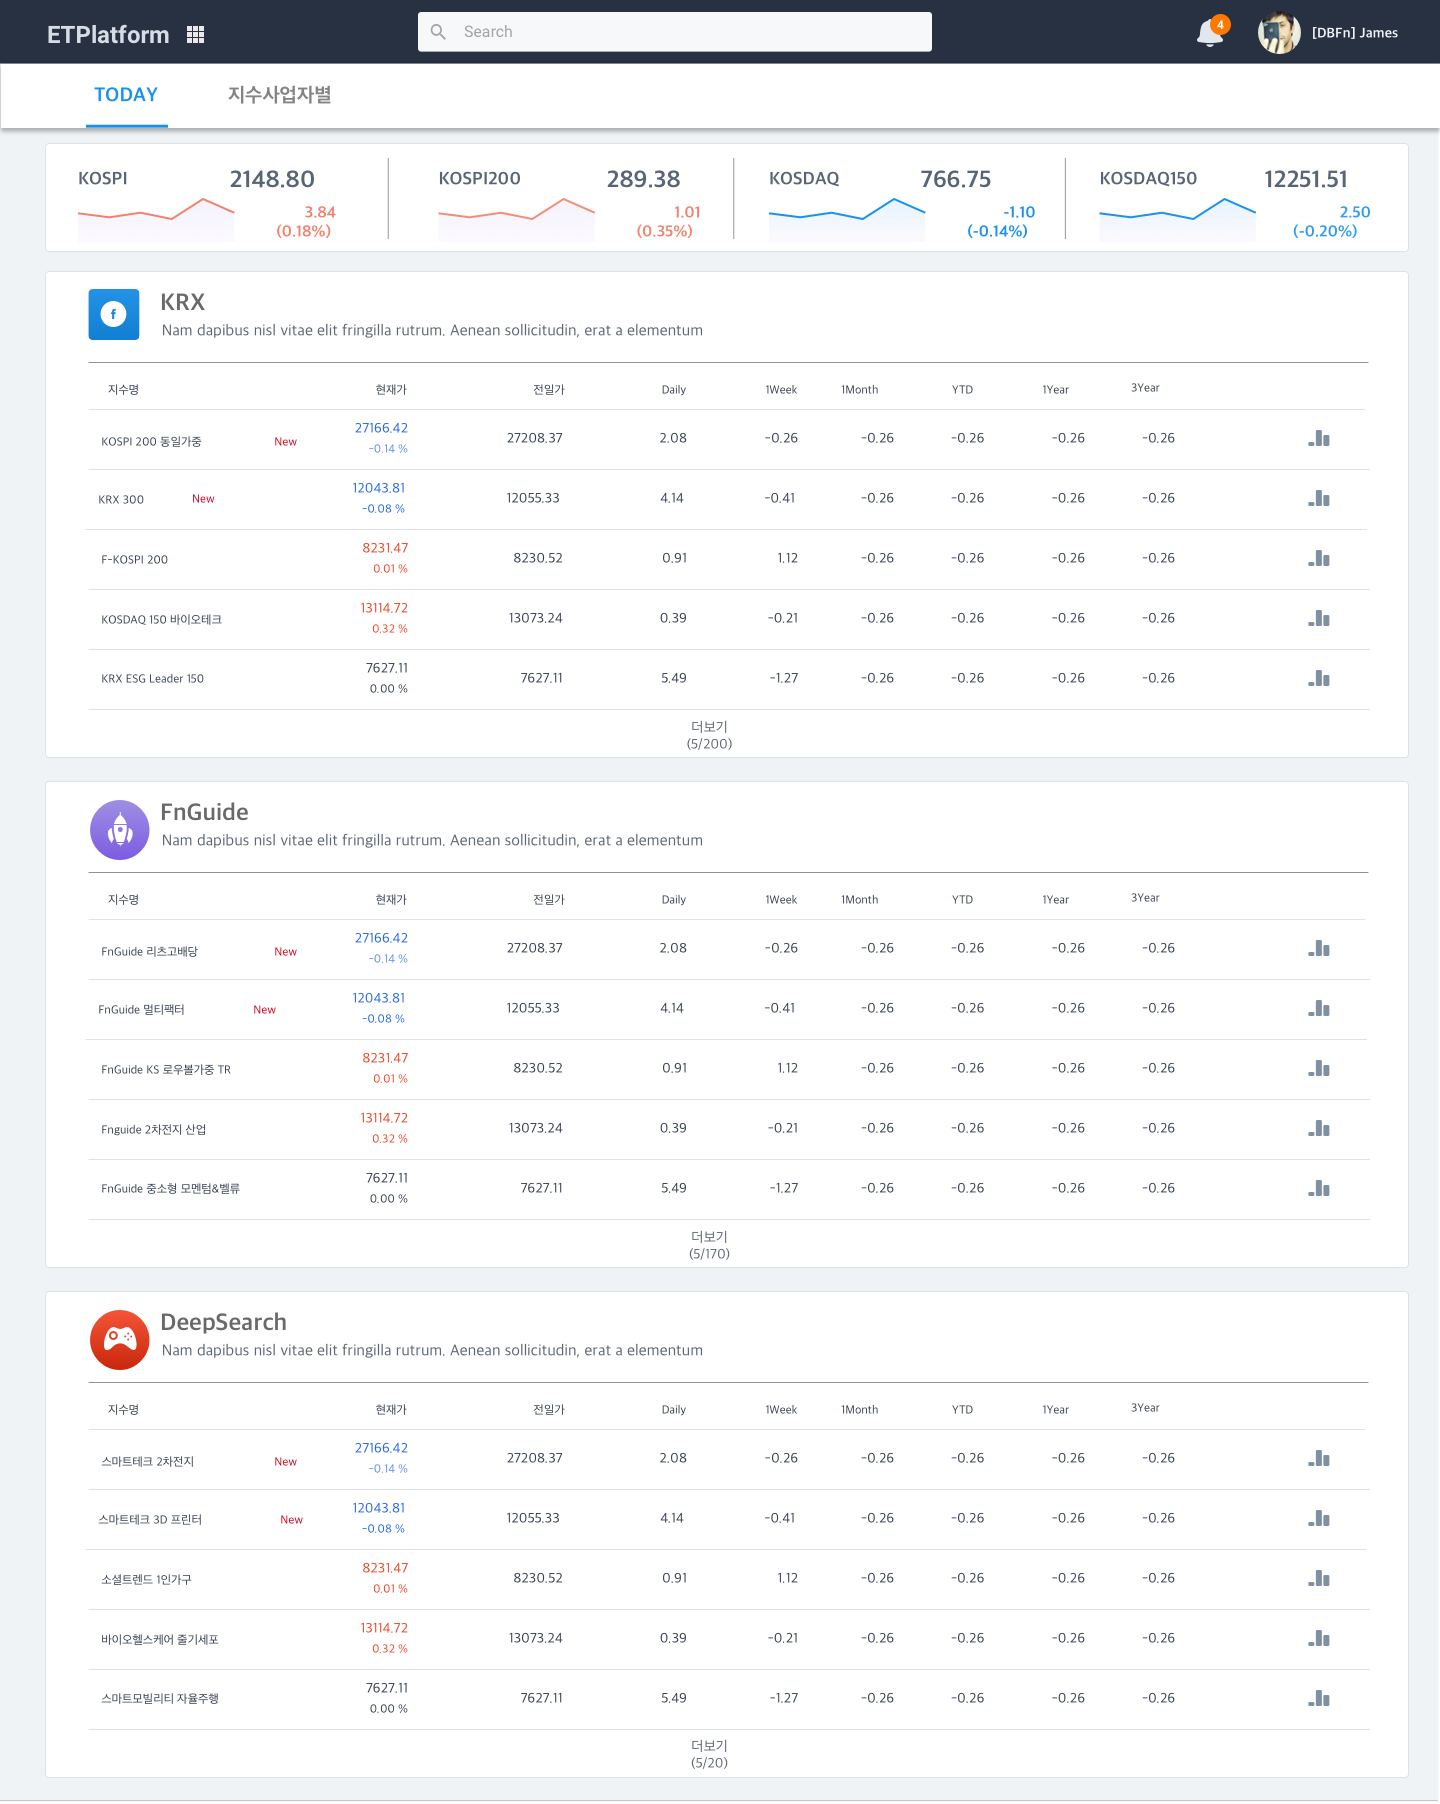 ETPlatform
Search
4
[DBFn] James
TODAY 지수사업자별
KOSPI 2148.80
3.84
(0.18%)
KOSPI200 289.38
1.01
(0.35%)
KOSDAQ 766.75
-1.10
(-0.14%)
KOSDAQ150 12251.51
2.50
(-0.20%)
KRX
Nam dapibus nisl vitae elit fringilla rutrum. Aenean sollicitudin, erat a elementum
지수명 현재가 전일가 Daily 1Week 1Month YTD 1Year 3Year
KOSPI 200 동일가중 New 27166.42 27208.37 2.08 -0.26 -0.26 -0.26 -0.26 -0.26
-0.14 %
KRX 300 New 12043.81 12055.33 4.14 -0.41 -0.26 -0.26 -0.26 -0.26
-0.08 %
F-KOSPI 200 8231.47 8230.52 0.91 1.12 -0.26 -0.26 -0.26 -0.26
0.01 %
KOSDAQ 150 바이오테크 13114.72 13073.24 0.39 -0.21 -0.26 -0.26 -0.26 -0.26
0.32 %
KRX ESG Leader 150 7627.11 7627.11 5.49 -1.27 -0.26 -0.26 -0.26 -0.26
0.00 %
더보기
(5/200)
FnGuide
Nam dapibus nisl vitae elit fringilla rutrum. Aenean sollicitudin, erat a elementum
지수명 현재가 전일가 Daily 1Week 1Month YTD 1Year 3Year
FnGuide 리츠고배당 New 27166.42 27208.37 2.08 -0.26 -0.26 -0.26 -0.26 -0.26
-0.14 %
FnGuide 멀티팩터 New 12043.81 12055.33 4.14 -0.41 -0.26 -0.26 -0.26 -0.26
-0.08 %
FnGuide KS 로우볼가중 TR 8231.47 8230.52 0.91 1.12 -0.26 -0.26 -0.26 -0.26
0.01 %
Fnguide 2차전지 산업 13114.72 13073.24 0.39 -0.21 -0.26 -0.26 -0.26 -0.26
0.32 %
FnGuide 중소형 모멘텀&벨류 7627.11 7627.11 5.49 -1.27 -0.26 -0.26 -0.26 -0.26
0.00 %
더보기
(5/170)
DeepSearch
Nam dapibus nisl vitae elit fringilla rutrum. Aenean sollicitudin, erat a elementum
지수명 현재가 전일가 Daily 1Week 1Month YTD 1Year 3Year
스마트테크 2차전지 New 27166.42 27208.37 2.08 -0.26 -0.26 -0.26 -0.26 -0.26
-0.14 %
스마트테크 3D 프린터 New 12043.81 12055.33 4.14 -0.41 -0.26 -0.26 -0.26 -0.26
-0.08 %
소셜트렌드 1인가구 8231.47 8230.52 0.91 1.12 -0.26 -0.26 -0.26 -0.26
0.01 %
바이오헬스케어 줄기세포 13114.72 13073.24 0.39 -0.21 -0.26 -0.26 -0.26 -0.26
0.32 %
스마트모빌리티 자율주행 7627.11 7627.11 5.49 -1.27 -0.26 -0.26 -0.26 -0.26
0.00 %
더보기
(5/20)